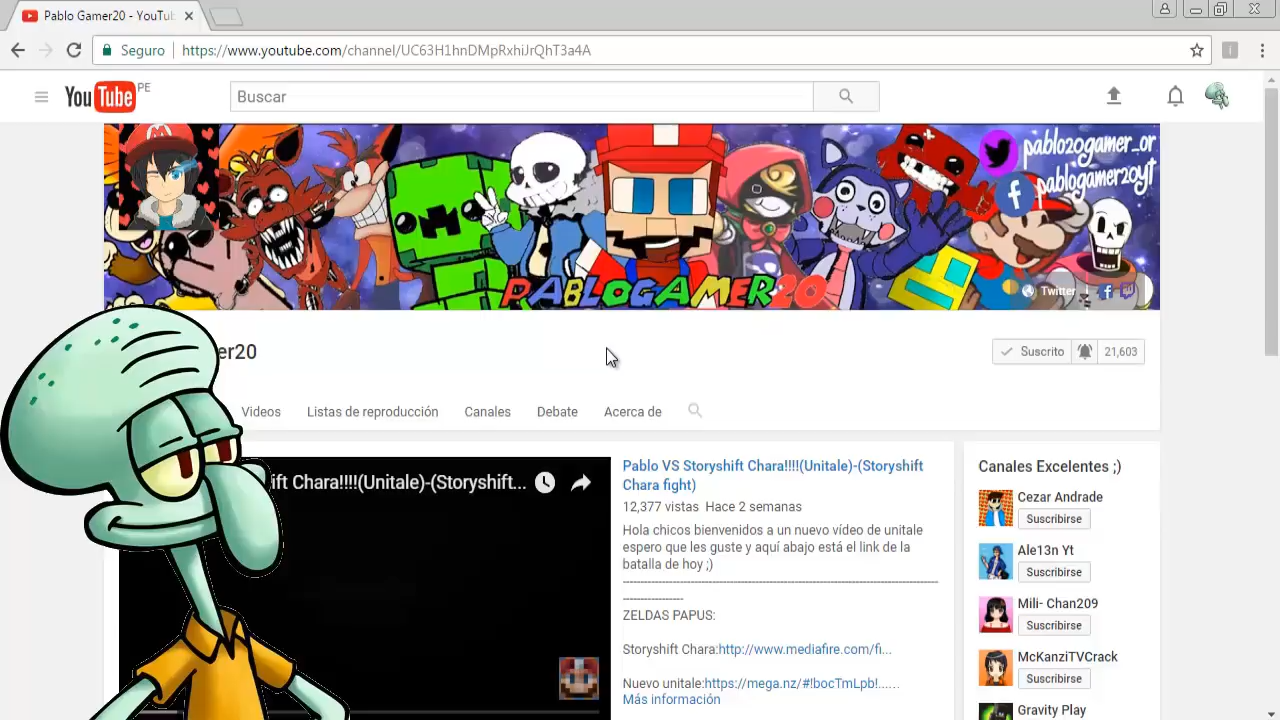 Pablo Gamer20 - YouTu
Seguro
https://www.youtube.com/channel/UC63H1hnDMpRxhiJrQhT3a4A
YouTube PE
Buscar
pablo20gamer_or
pablogamer20yt
PABLOGAMER20
Twitter
er20
Suscrito
21,603
Videos
Listas de reproducción
Canales
Debate
Acerca de
ift Chara!!!!(Unitale)-(Storyshift...
Pablo VS Storyshift Chara!!!!(Unitale)-(Storyshift
Chara fight)
12,377 vistas Hace 2 semanas
Hola chicos bienvenidos a un nuevo vídeo de unitale
espero que les guste y aquí abajo está el link de la
batalla de hoy ;)
ZELDAS PAPUS:
Storyshift Chara:http://www.mediafire.com/fi...
Nuevo unitale:https://mega.nz/#!bocTmLpb!......
Más información
Canales Excelentes ;)
Cezar Andrade
Suscribirse
Ale13n Yt
Suscribirse
Mili- Chan209
Suscribirse
McKanziTVCrack
Suscribirse
Gravity Play